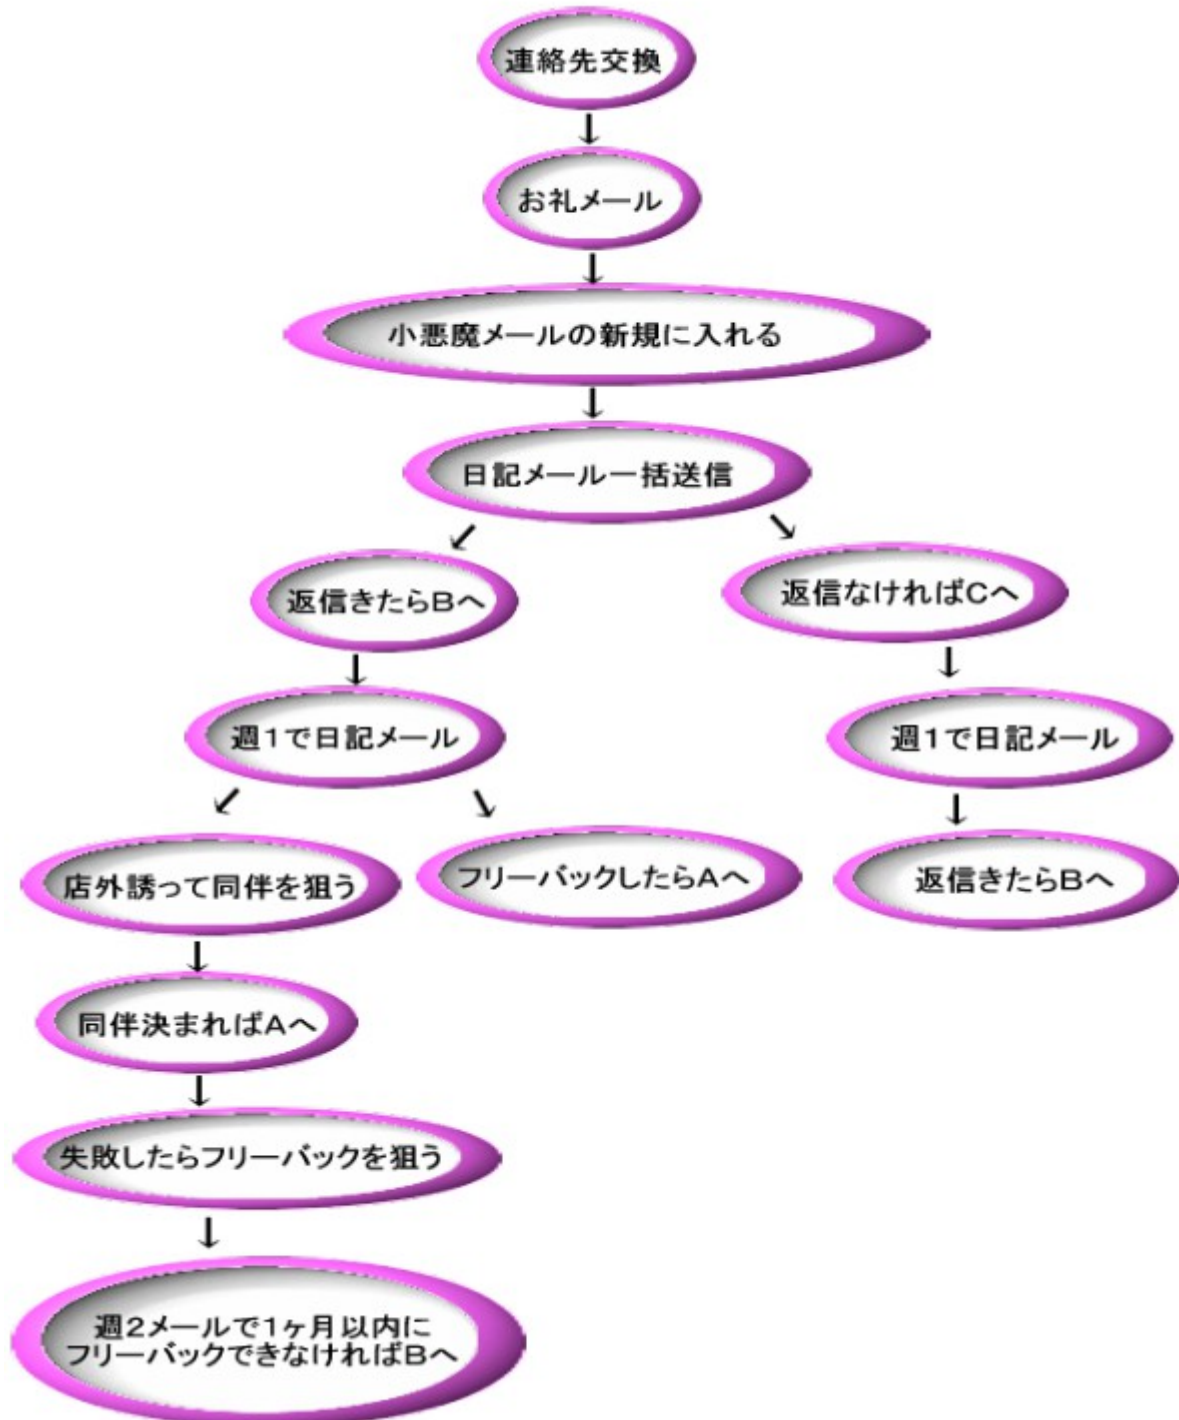 連絡先交換
お礼メール
小悪魔メールの新規に入れる
日記メール一括送信
返信きたらBへ
返信なければCへ
週1で日記メール
週1で日記メール
店外誘って同伴を狙う
フリーバックしたらAへ
返信きたらBへ
同伴決まればAへ
失敗したらフリーバックを狙う
週2メールで1ヶ月以内に
フリーバックできなければBへ